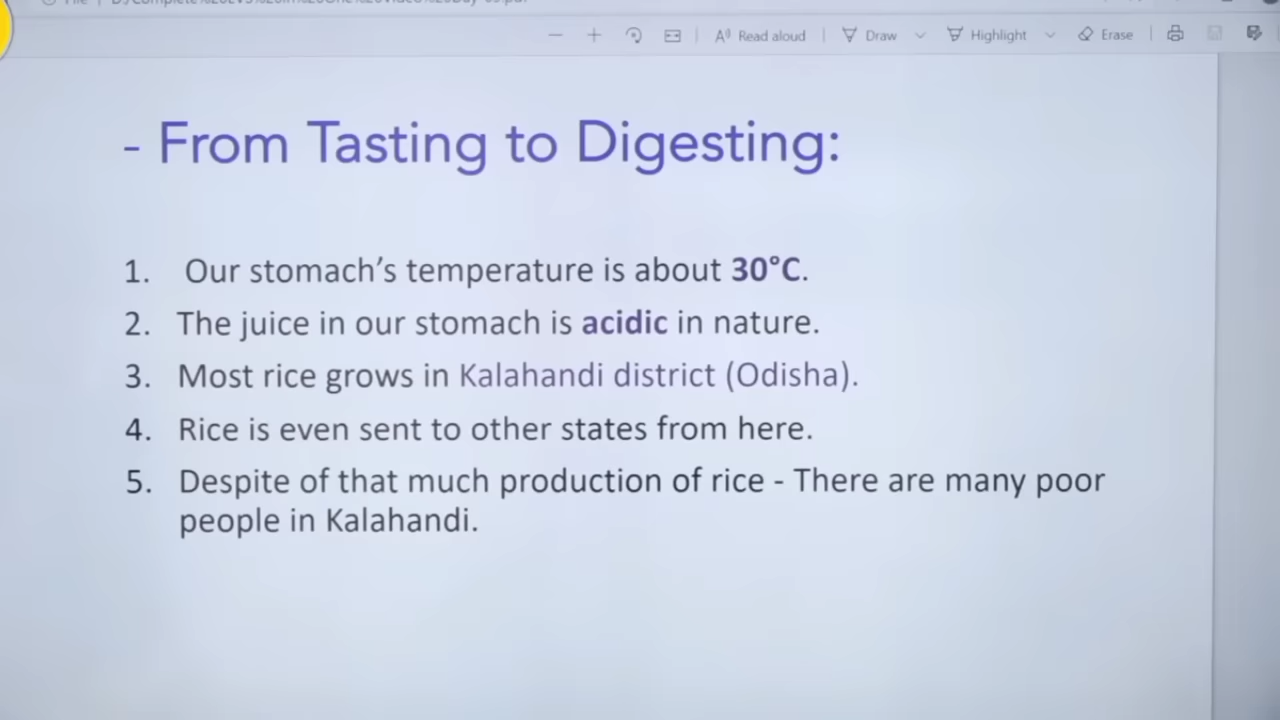 Read aloud
Draw
Highlight
Erase
- From Tasting to Digesting:
1. Our stomach's temperature is about 30°C.
2. The juice in our stomach is acidic in nature.
3. Most rice grows in Kalahandi district (Odisha).
4. Rice is even sent to other states from here.
5. Despite of that much production of rice - There are many poor
people in Kalahandi.